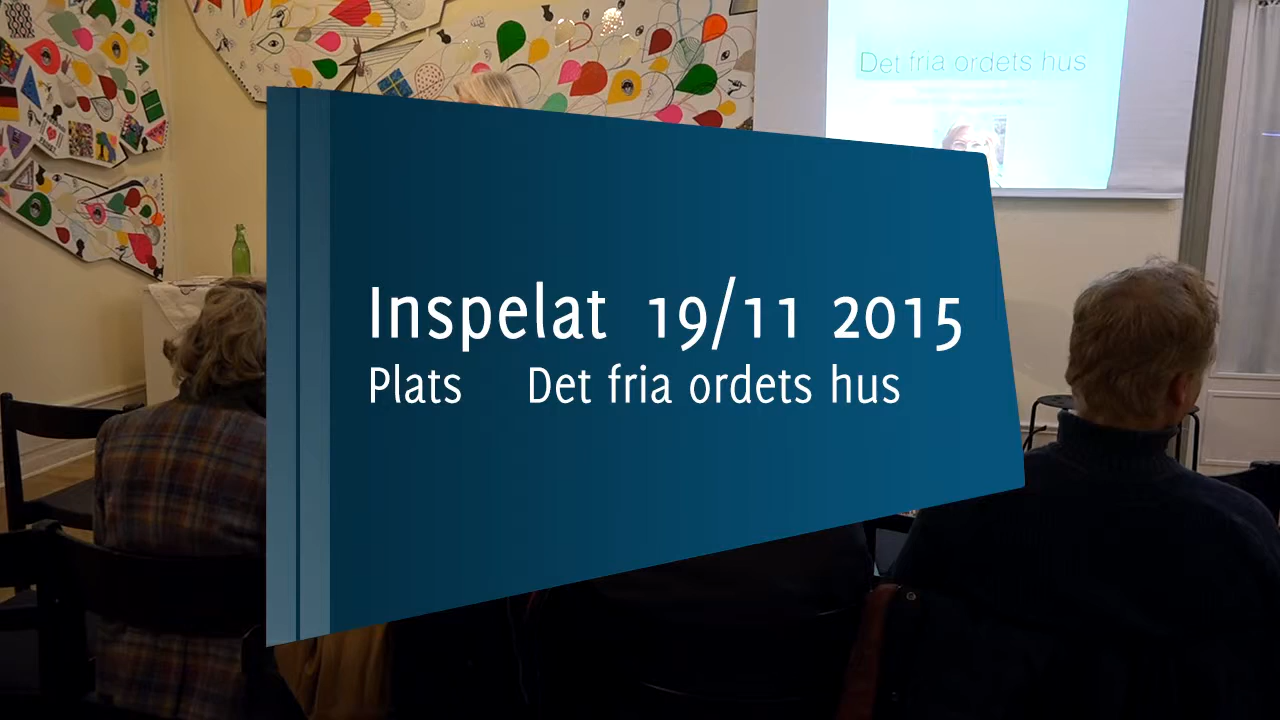 Det fria ordets hus
Inspelat 19/11 2015
Plats Det fria ordets hus